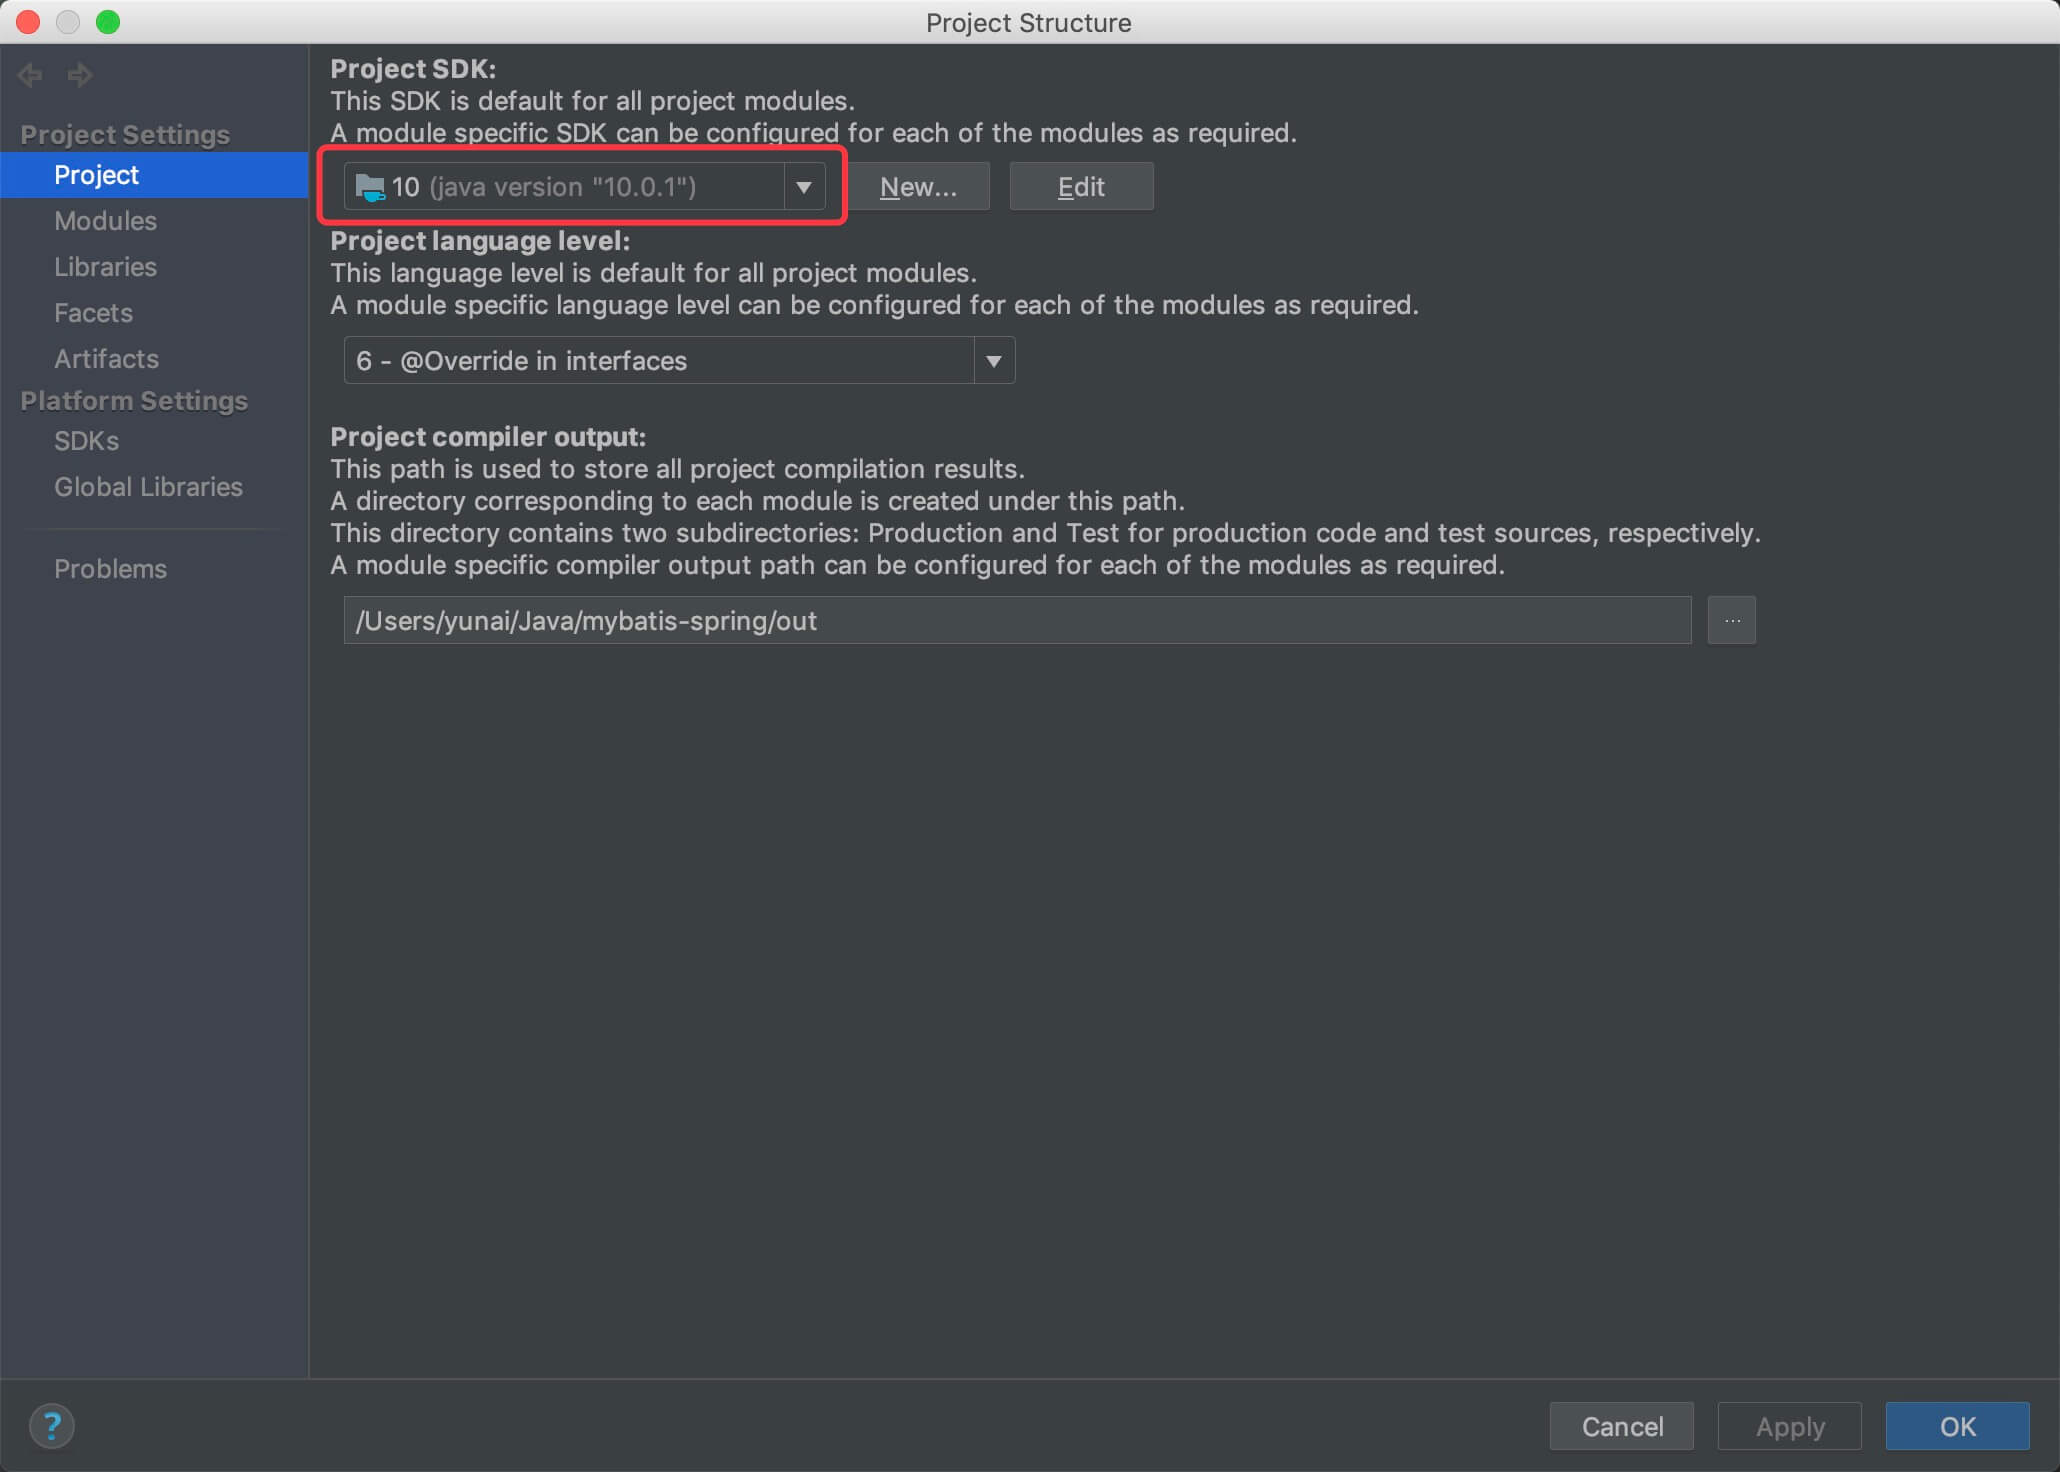 Project Structure
Project Settings
Project
Modules
Libraries
Facets
Artifacts
Platform Settings
SDKs
Global Libraries
Problems
Project SDK:
This SDK is default for all project modules.
A module specific SDK can be configured for each of the modules as required.
10 (java version "10.0.1")
New...
Edit
Project language level:
This language level is default for all project modules.
A module specific language level can be configured for each of the modules as required.
6 - @Override in interfaces
Project compiler output:
This path is used to store all project compilation results.
A directory corresponding to each module is created under this path.
This directory contains two subdirectories: Production and Test for production code and test sources, respectively.
A module specific compiler output path can be configured for each of the modules as required.
/Users/yunai/Java/mybatis-spring/out
...
?
Cancel
Apply
OK